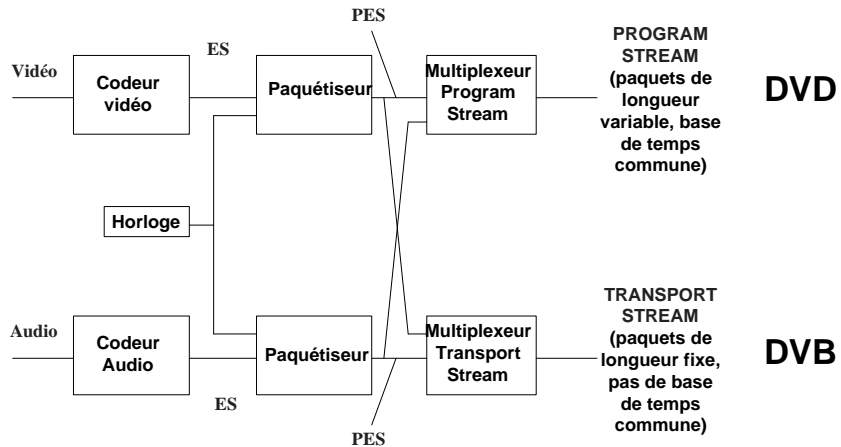 PES
ES
Vidéo
Codeur
vidéo
Paquétiseur
Multiplexeur
Program
Stream
PROGRAM
STREAM
(paquets de
longueur
variable, base
de temps
commune)
DVD
Horloge
Audio
Codeur
Audio
ES
Paquétiseur
PES
Multiplexeur
Transport
Stream
TRANSPORT
STREAM
(paquets de
longueur fixe,
pas de base
de temps
commune)
DVB